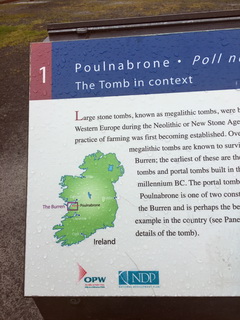 1
Poulnabrone • Poll n
The Tomb in context
Large stone tombs, known as megalithic tombs, were b
Western Europe during the Neolithic or New Stone Age
practice of farming was first becoming established. Ove
megalithic tombs are known to surviv
Burren; the earliest of these are the
tombs and portal tombs built in th
millennium BC. The portal tomb
Poulnabrone is one of two const
the Burren and is perhaps the be
example in the country (see Pane
details of the tomb).
The Burren
Poulnabrone
Ireland
OPW
NDP